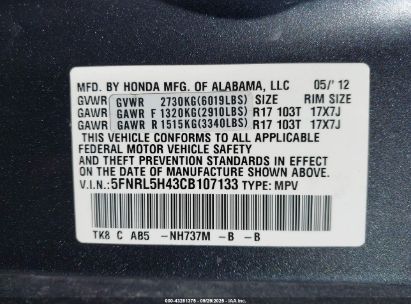 MFD. BY HONDA MFG. OF ALABAMA, LLC 05/'12
GVWR GVWR 2730KG(6019LBS) SIZE RIM SIZE
GAWR GAWR F 1320KG(2910LBS) R17 103T 17X7J
GAWR GAWR R 1515KG(3340LBS) R17 103T 17X7J
THIS VEHICLE CONFORMS TO ALL APPLICABLE
FEDERAL MOTOR VEHICLE SAFETY
AND THEFT PREVENTION STANDARDS IN EFFECT ON THE
DATE OF MANUFACTURE SHOWN ABOVE.
V.I.N.: 5FNRL5H43CB107133 TYPE: MPV
TK8 C A85 -NH737M -B -B